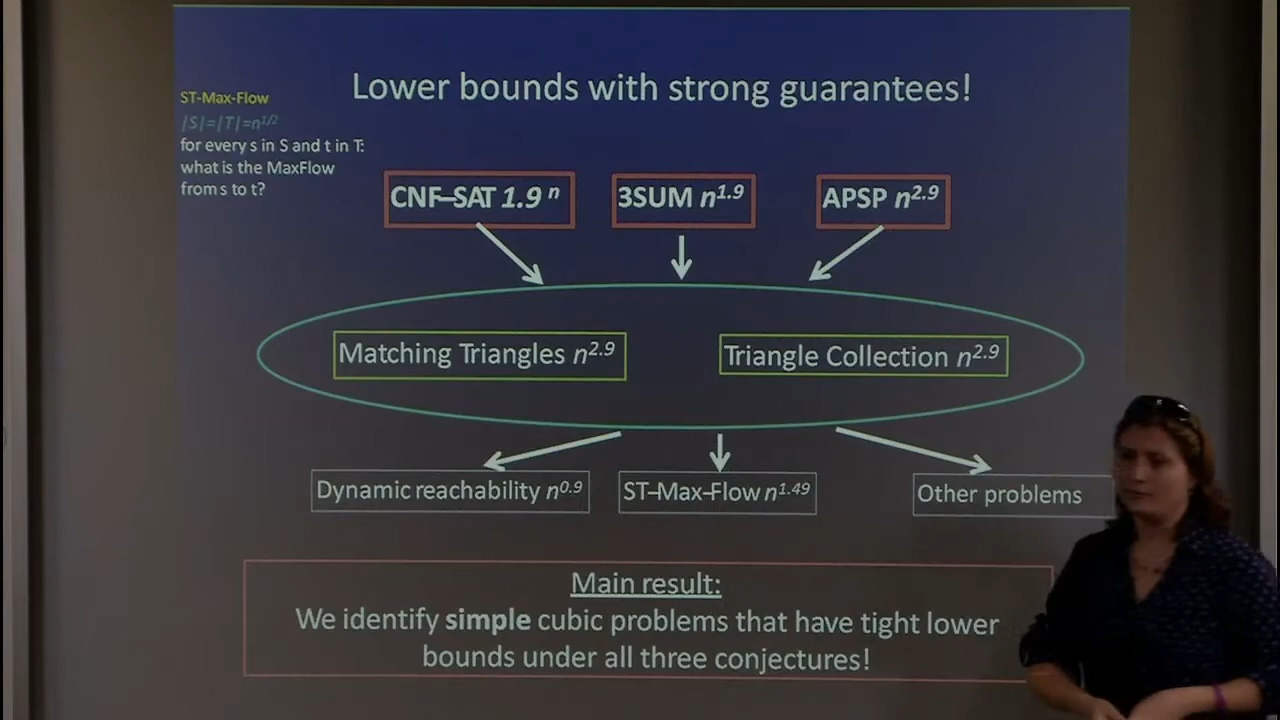 Lower bounds with strong guarantees!
ST-Max-Flow
|S|=|T|=n^{1/2}
for every s in S and t in T:
what is the MaxFlow
from s to t?
CNF–SAT 1.9^n
3SUM n^{1.9}
APSP n^{2.9}
Matching Triangles n^{2.9}
Triangle Collection n^{2.9}
Dynamic reachability n^{0.9}
ST–Max–Flow n^{1.49}
Other problems
Main result:
We identify simple cubic problems that have tight lower
bounds under all three conjectures!